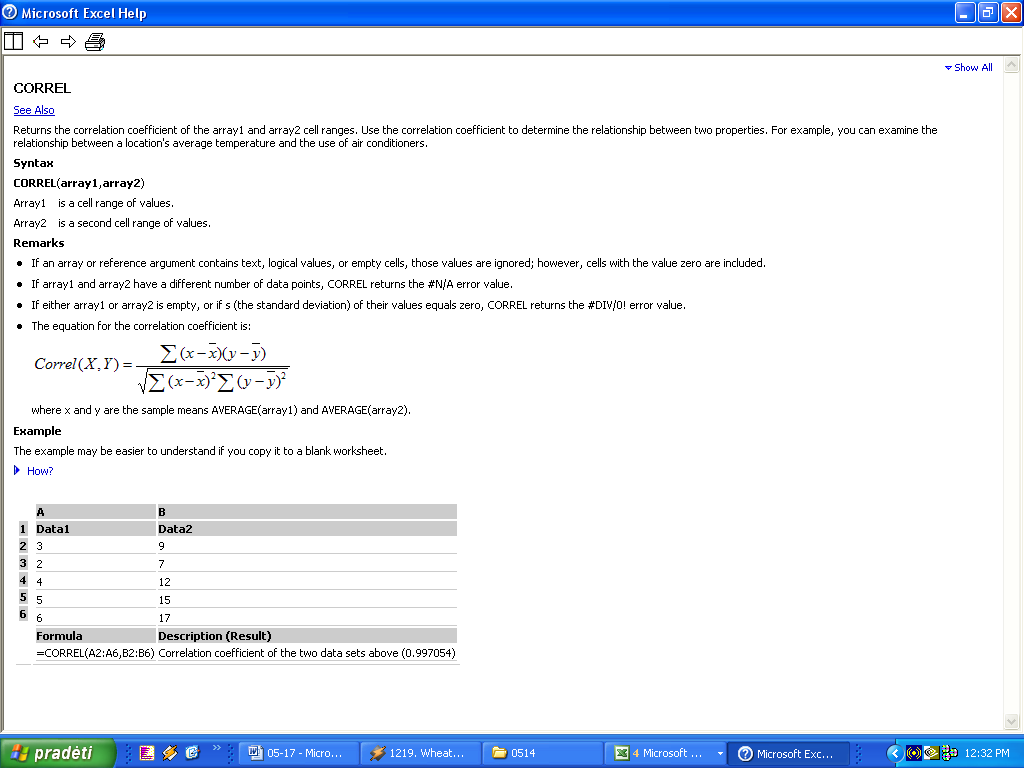 Microsoft Excel Help
Show All
CORREL
See Also
Returns the correlation coefficient of the array1 and array2 cell ranges. Use the correlation coefficient to determine the relationship between two properties. For example, you can examine the
relationship between a location's average temperature and the use of air conditioners.
Syntax
CORREL(array1,array2)
Array1 is a cell range of values.
Array2 is a second cell range of values.
Remarks
• If an array or reference argument contains text, logical values, or empty cells, those values are ignored; however, cells with the value zero are included.
• If array1 and array2 have a different number of data points, CORREL returns the #N/A error value.
• If either array1 or array2 is empty, or if s (the standard deviation) of their values equals zero, CORREL returns the #DIV/0! error value.
• The equation for the correlation coefficient is:
Correl(X,Y) = ∑(x−x̅)(y−y̅) / √∑(x−x̅)²∑(y−y̅)²
where x and y are the sample means AVERAGE(array1) and AVERAGE(array2).
Example
The example may be easier to understand if you copy it to a blank worksheet.
How?
A B
1 Data1 Data2
2 3 9
3 2 7
4 4 12
5 5 15
6 6 17
Formula Description (Result)
=CORREL(A2:A6,B2:B6) Correlation coefficient of the two data sets above (0.997054)
pradėti » 05-17 - Micro... 1219. Wheat... 0514 4 Microsoft ... Microsoft Exc... 12:32 PM